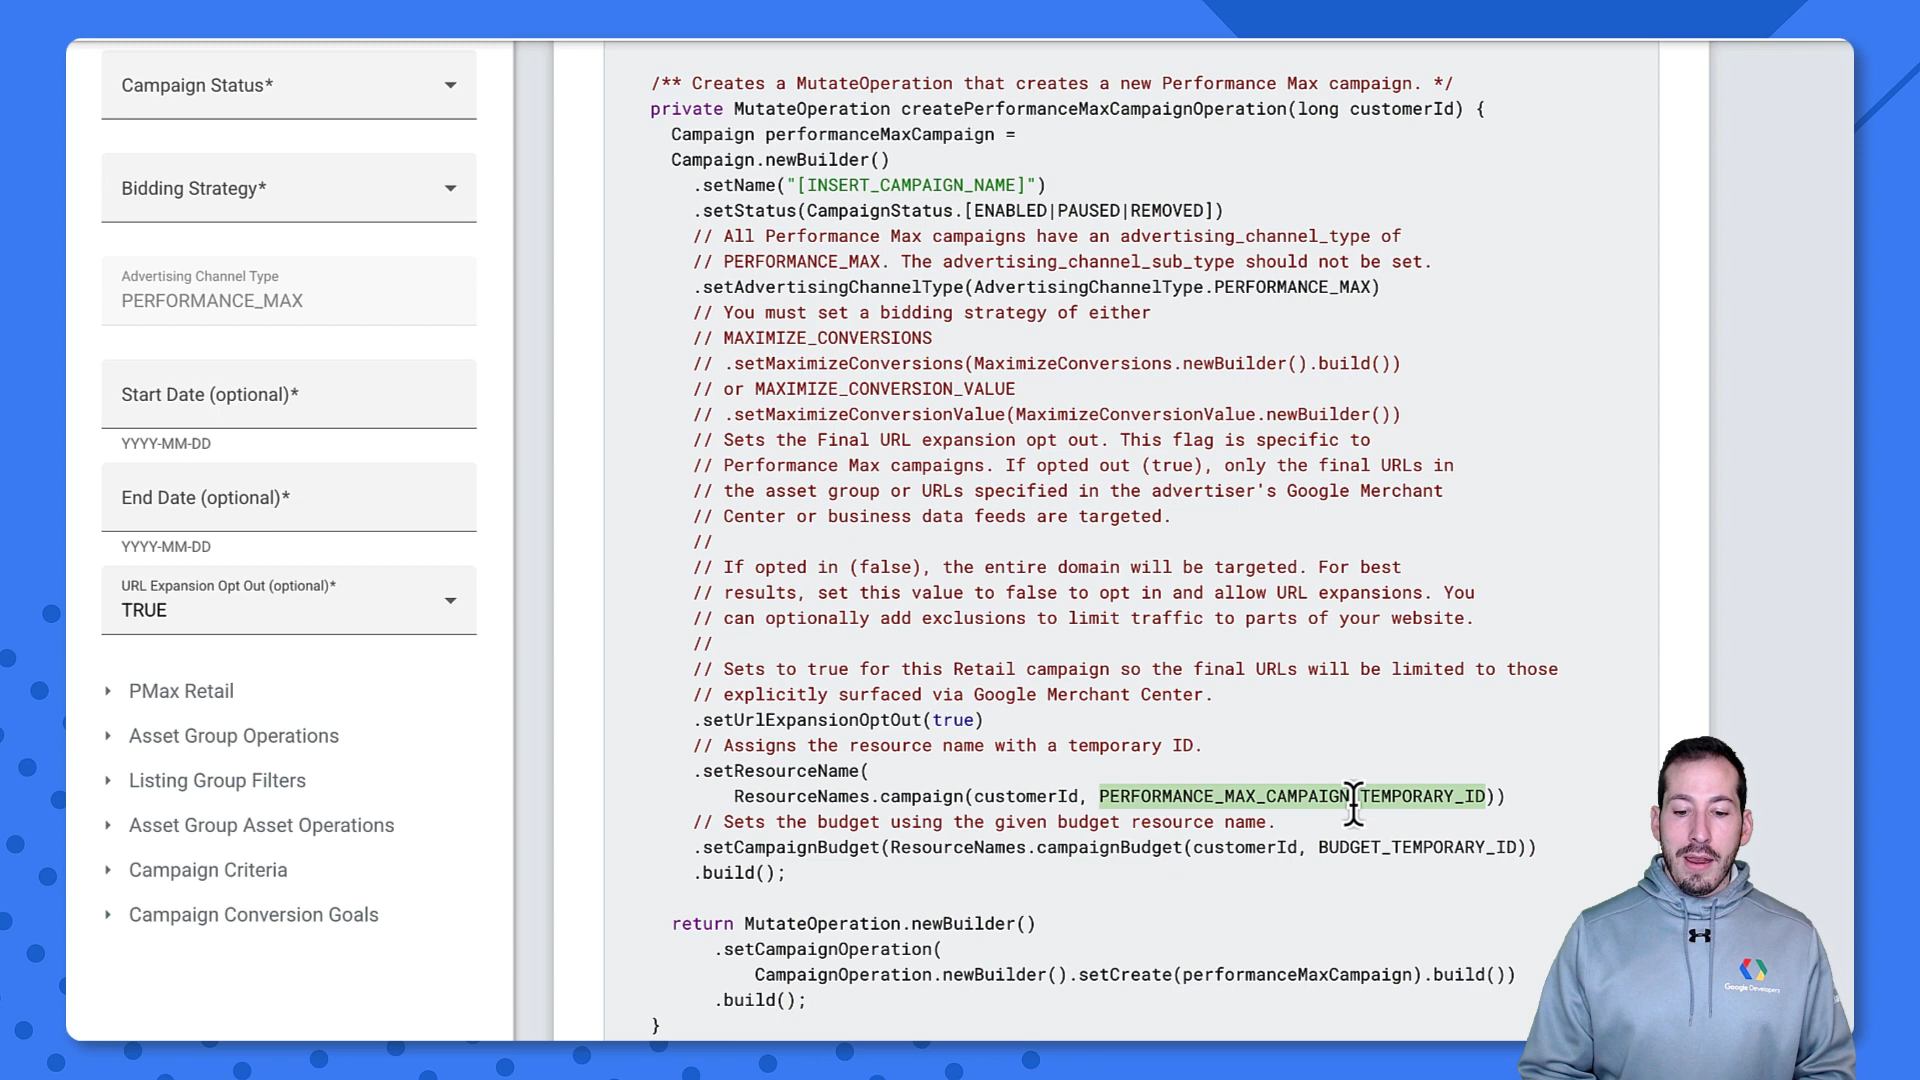 Campaign Status*
Bidding Strategy*
Advertising Channel Type
PERFORMANCE_MAX
Start Date (optional)*
YYYY-MM-DD
End Date (optional)*
YYYY-MM-DD
URL Expansion Opt Out (optional)*
TRUE
PMax Retail
Asset Group Operations
Listing Group Filters
Asset Group Asset Operations
Campaign Criteria
Campaign Conversion Goals
/** Creates a MutateOperation that creates a new Performance Max campaign. */
private MutateOperation createPerformanceMaxCampaignOperation(long customerId) {
Campaign performanceMaxCampaign =
Campaign.newBuilder()
.setName("[INSERT_CAMPAIGN_NAME]")
.setStatus(CampaignStatus.[ENABLED|PAUSED|REMOVED])
// All Performance Max campaigns have an advertising_channel_type of
// PERFORMANCE_MAX. The advertising_channel_sub_type should not be set.
.setAdvertisingChannelType(AdvertisingChannelType.PERFORMANCE_MAX)
// You must set a bidding strategy of either
// MAXIMIZE_CONVERSIONS
// .setMaximizeConversions(MaximizeConversions.newBuilder().build())
// or MAXIMIZE_CONVERSION_VALUE
// .setMaximizeConversionValue(MaximizeConversionValue.newBuilder())
// Sets the Final URL expansion opt out. This flag is specific to
// Performance Max campaigns. If opted out (true), only the final URLs in
// the asset group or URLs specified in the advertiser's Google Merchant
// Center or business data feeds are targeted.
//
// If opted in (false), the entire domain will be targeted. For best
// results, set this value to false to opt in and allow URL expansions. You
// can optionally add exclusions to limit traffic to parts of your website.
//
// Sets to true for this Retail campaign so the final URLs will be limited to those
// explicitly surfaced via Google Merchant Center.
.setUrlExpansionOptOut(true)
// Assigns the resource name with a temporary ID.
.setResourceName(
ResourceNames.campaign(customerId, PERFORMANCE_MAX_CAMPAIGN_TEMPORARY_ID))
// Sets the budget using the given budget resource name.
.setCampaignBudget(ResourceNames.campaignBudget(customerId, BUDGET_TEMPORARY_ID))
.build();
return MutateOperation.newBuilder()
.setCampaignOperation(
CampaignOperation.newBuilder().setCreate(performanceMaxCampaign).build())
.build();
}
Google Developers